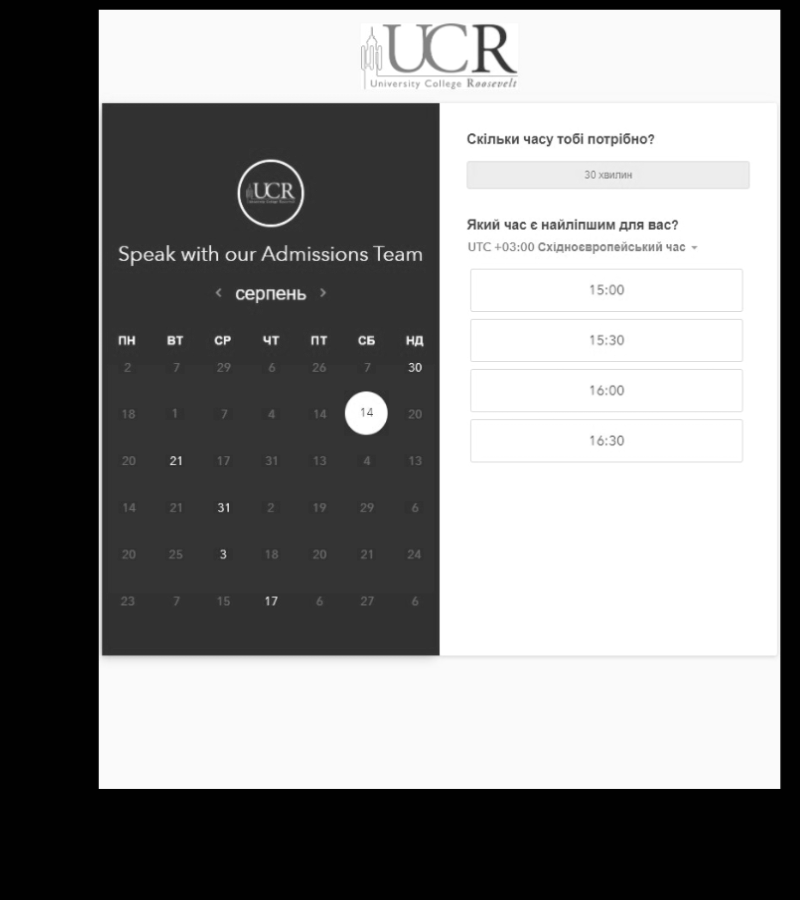 UCR
University College Roosevelt
UCR
Speak with our Admissions Team
< серпень >
ПН ВТ СР ЧТ ПТ СБ НД
2 7 29 6 26 7 30
18 1 7 4 14 14 20
20 21 17 31 13 4 13
14 21 31 2 19 29 6
20 25 3 18 20 21 24
23 7 15 17 6 27 6
Скільки часу тобі потрібно?
30 хвилин
Який час є найліпшим для вас?
UTC +03:00 Східноєвропейський час
15:00
15:30
16:00
16:30